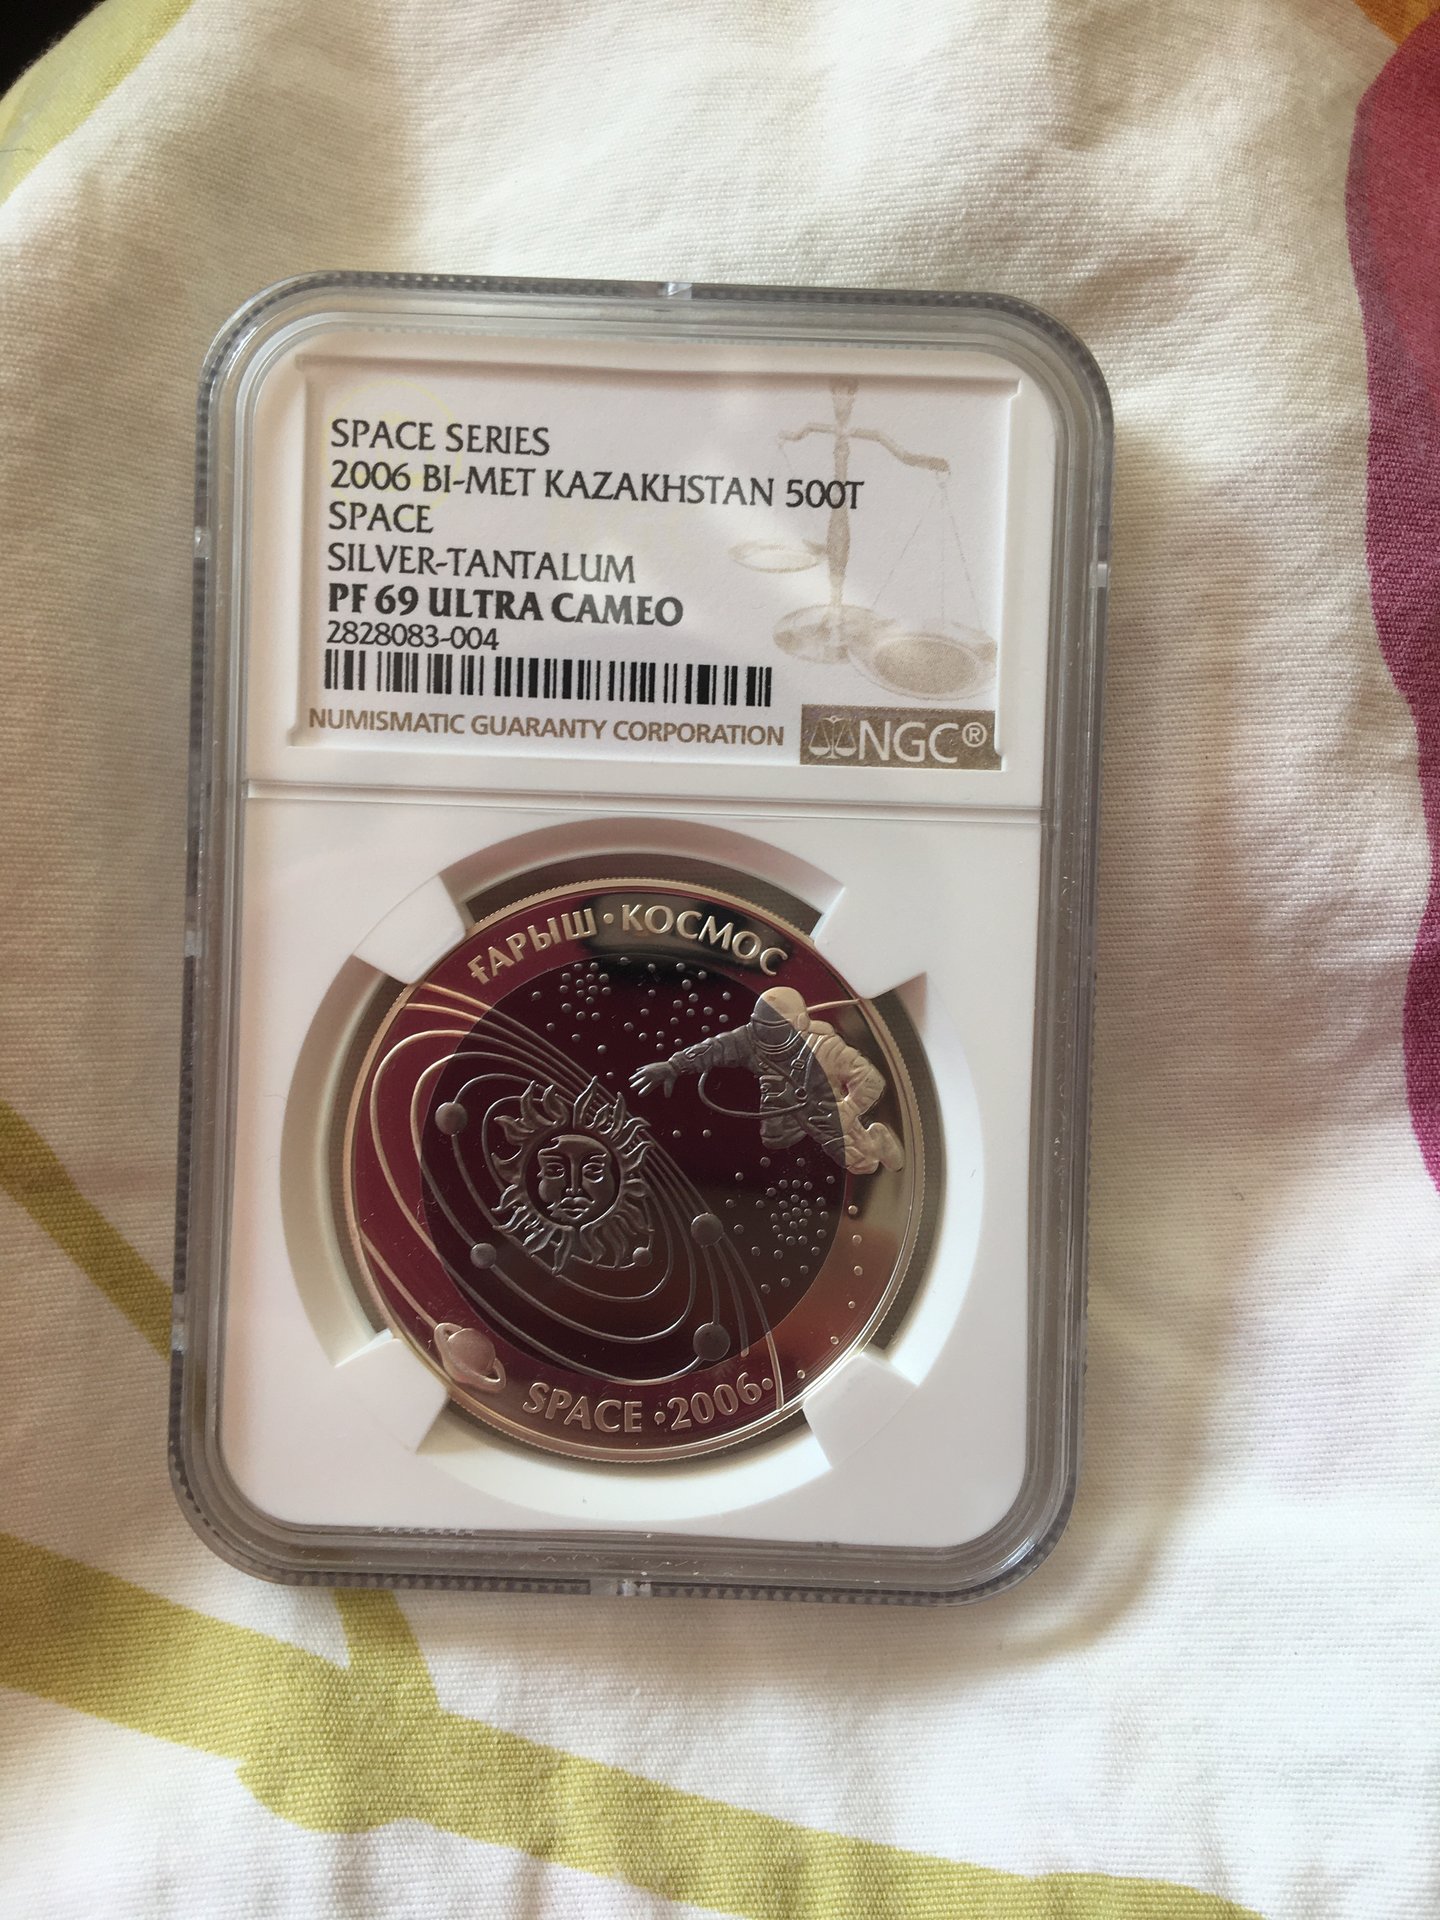 SPACE SERIES
2006 BI-MET KAZAKHSTAN 500T
SPACE
SILVER-TANTALUM
PF 69 ULTRA CAMEO
2828083-004
NUMISMATIC GUARANTY CORPORATION
NGC®
ҒАРЫШ·КОСМОС
SPACE·2006·